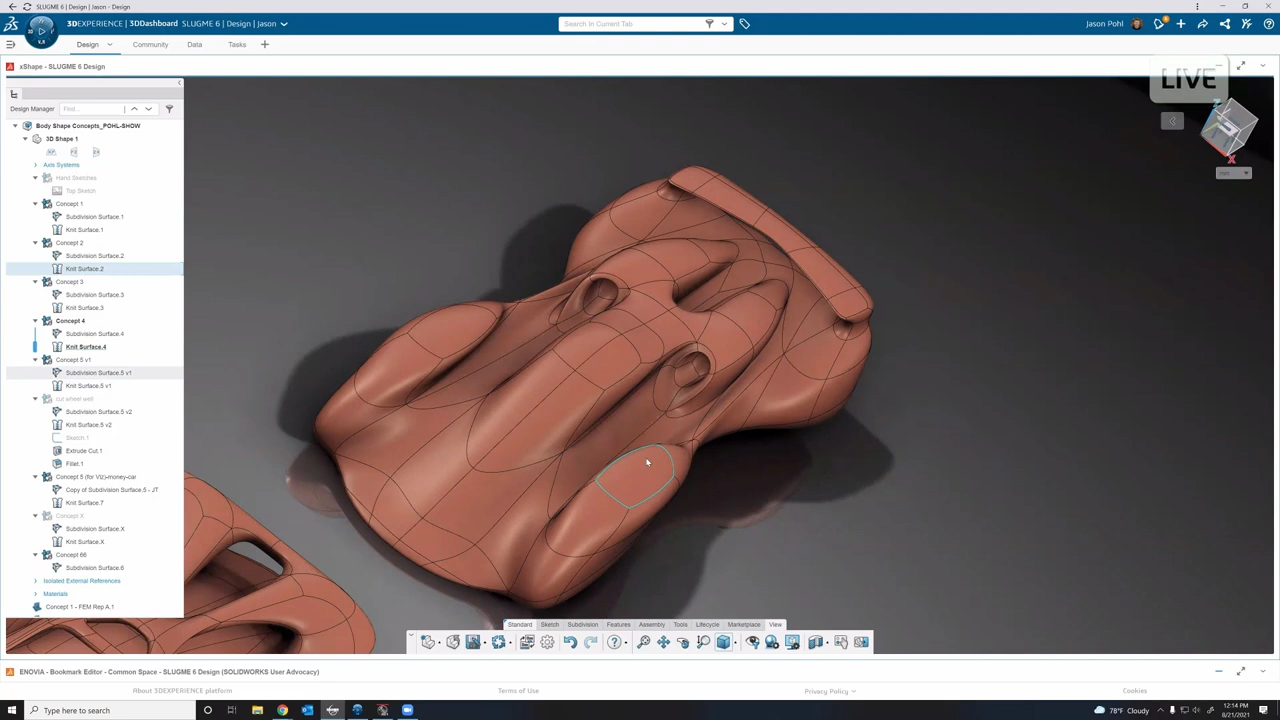 SLUGME 6 | Design | Jason
3DEXPERIENCE | 3DDashboard SLUGME 6 | Design | Jason
Search In Current Tab
Jason Pohl
Design
Community
Data
Tasks
xShape - SLUGME 6 Design
LIVE
Design Manager
Find...
Body Shape Concepts_POHL-SHOW
3D Shape 1
Axis Systems
Hand Sketches
Top Sketch
Concept 1
Subdivision Surface.1
Knit Surface.1
Concept 2
Subdivision Surface.2
Knit Surface.2
Concept 3
Subdivision Surface.3
Knit Surface.3
Concept 4
Subdivision Surface.4
Knit Surface.4
Concept 5 v1
Subdivision Surface.5 v1
Knit Surface.5 v1
cut wheel well
Subdivision Surface.5 v2
Knit Surface.5 v2
Sketch.1
Extrude Cut.1
Fillet.1
Concept 5 (for Viz)-money-car
Copy of Subdivision Surface.5 - JT
Knit Surface.7
Concept X
Subdivision Surface.X
Knit Surface.X
Concept 66
Subdivision Surface.6
Isolated External References
Materials
Concept 1 - FEM Rep A.1
X
Standard Sketch Subdivision Features Assembly Tools Lifecycle Marketplace View
ENOVIA - Bookmark Editor - Common Space - SLUGME 6 Design (SOLIDWORKS User Advocacy)
About 3DEXPERIENCE platform
Terms of Use
Privacy Policy
Cookies
Type here to search
78°F Cloudy
12:14 PM
8/21/2021